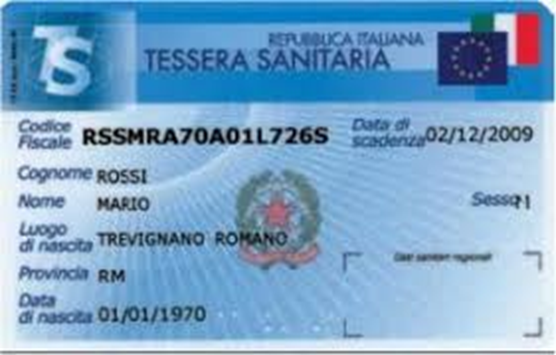 TS
REPUBBLICA ITALIANA
TESSERA SANITARIA
Codice Fiscale RSSMRA70A01L726S Data di scadenza 02/12/2009
Cognome ROSSI
Nome MARIO Sesso M
Luogo di nascita TREVIGNANO ROMANO
Dati sanitari regionali
Provincia RM
Data di nascita 01/01/1970